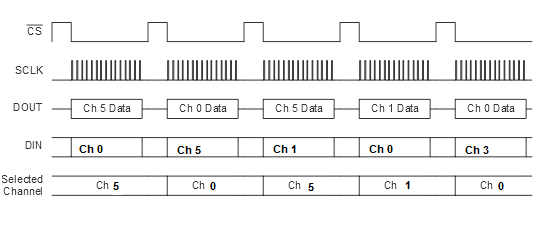 CS
SCLK
DOUT Ch 5 Data Ch 0 Data Ch 5 Data Ch 1 Data Ch 0 Data
DIN Ch 0 Ch 5 Ch 1 Ch 0 Ch 3
Selected
Channel Ch 5 Ch 0 Ch 5 Ch 1 Ch 0